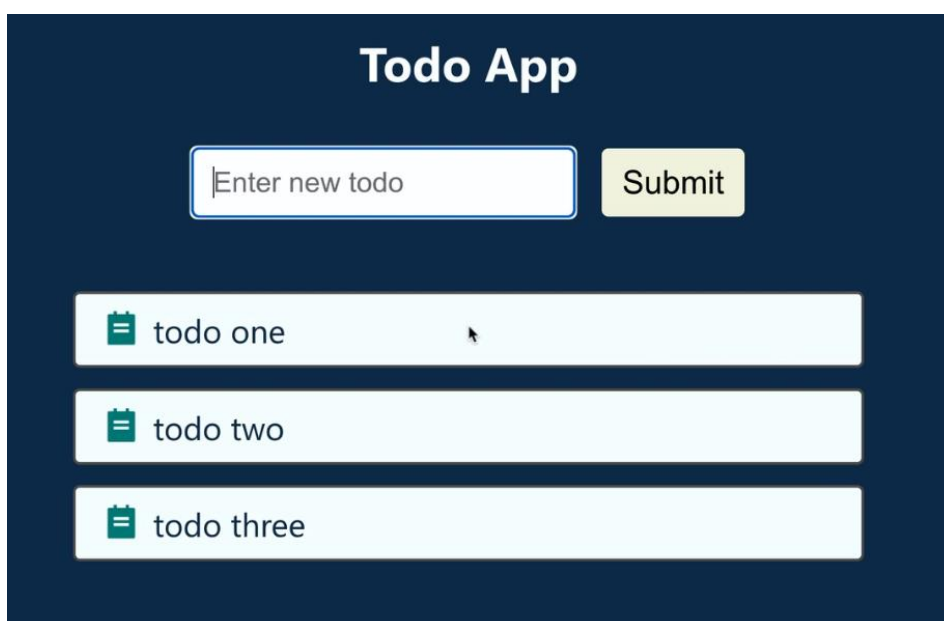 Todo App
Enter new todo
Submit
todo one
todo two
todo three